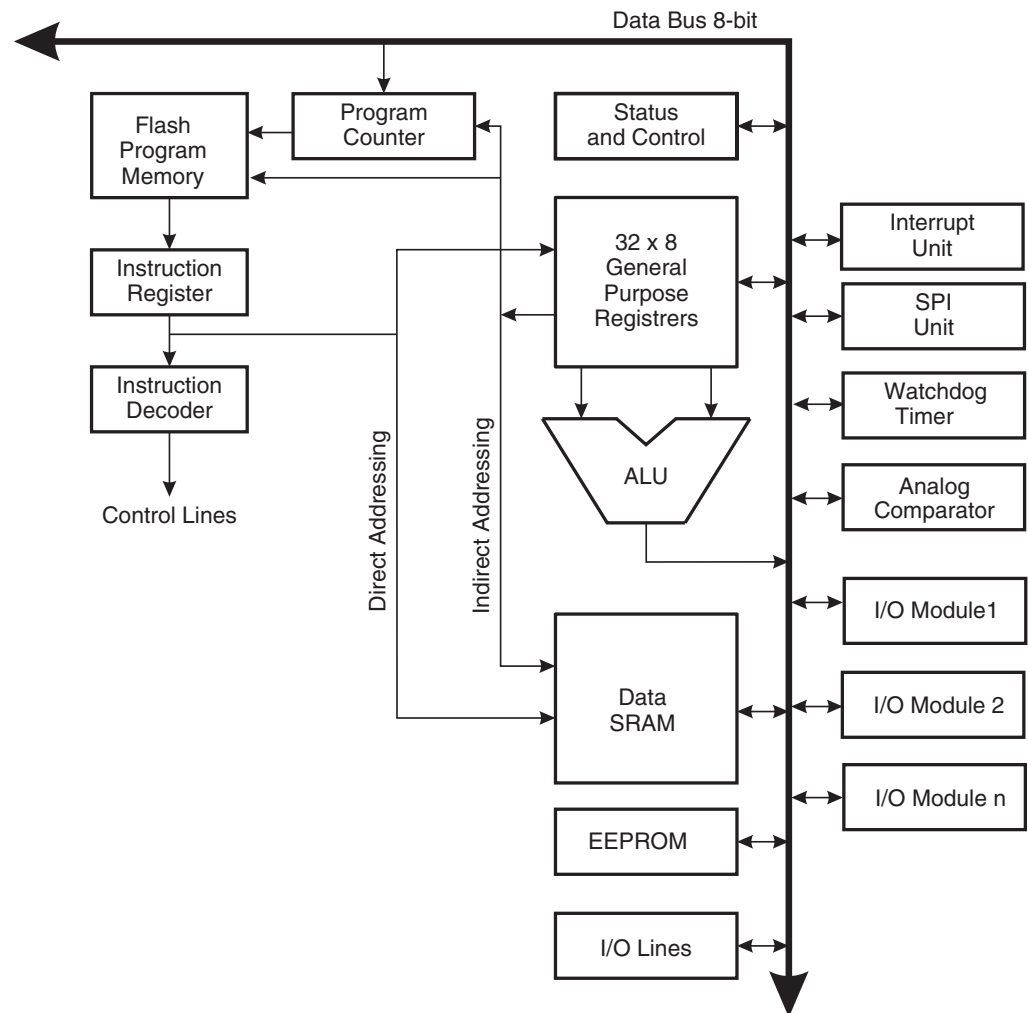 Data Bus 8-bit
Flash
Program
Memory
Program
Counter
Status
and Control
Interrupt
Unit
32 x 8
General
Purpose
Registrers
Instruction
Register
SPI
Unit
Instruction
Decoder
Watchdog
Timer
Direct Addressing
Indirect Addressing
ALU
Analog
Comparator
Control Lines
I/O Module1
Data
SRAM
I/O Module 2
I/O Module n
EEPROM
I/O Lines